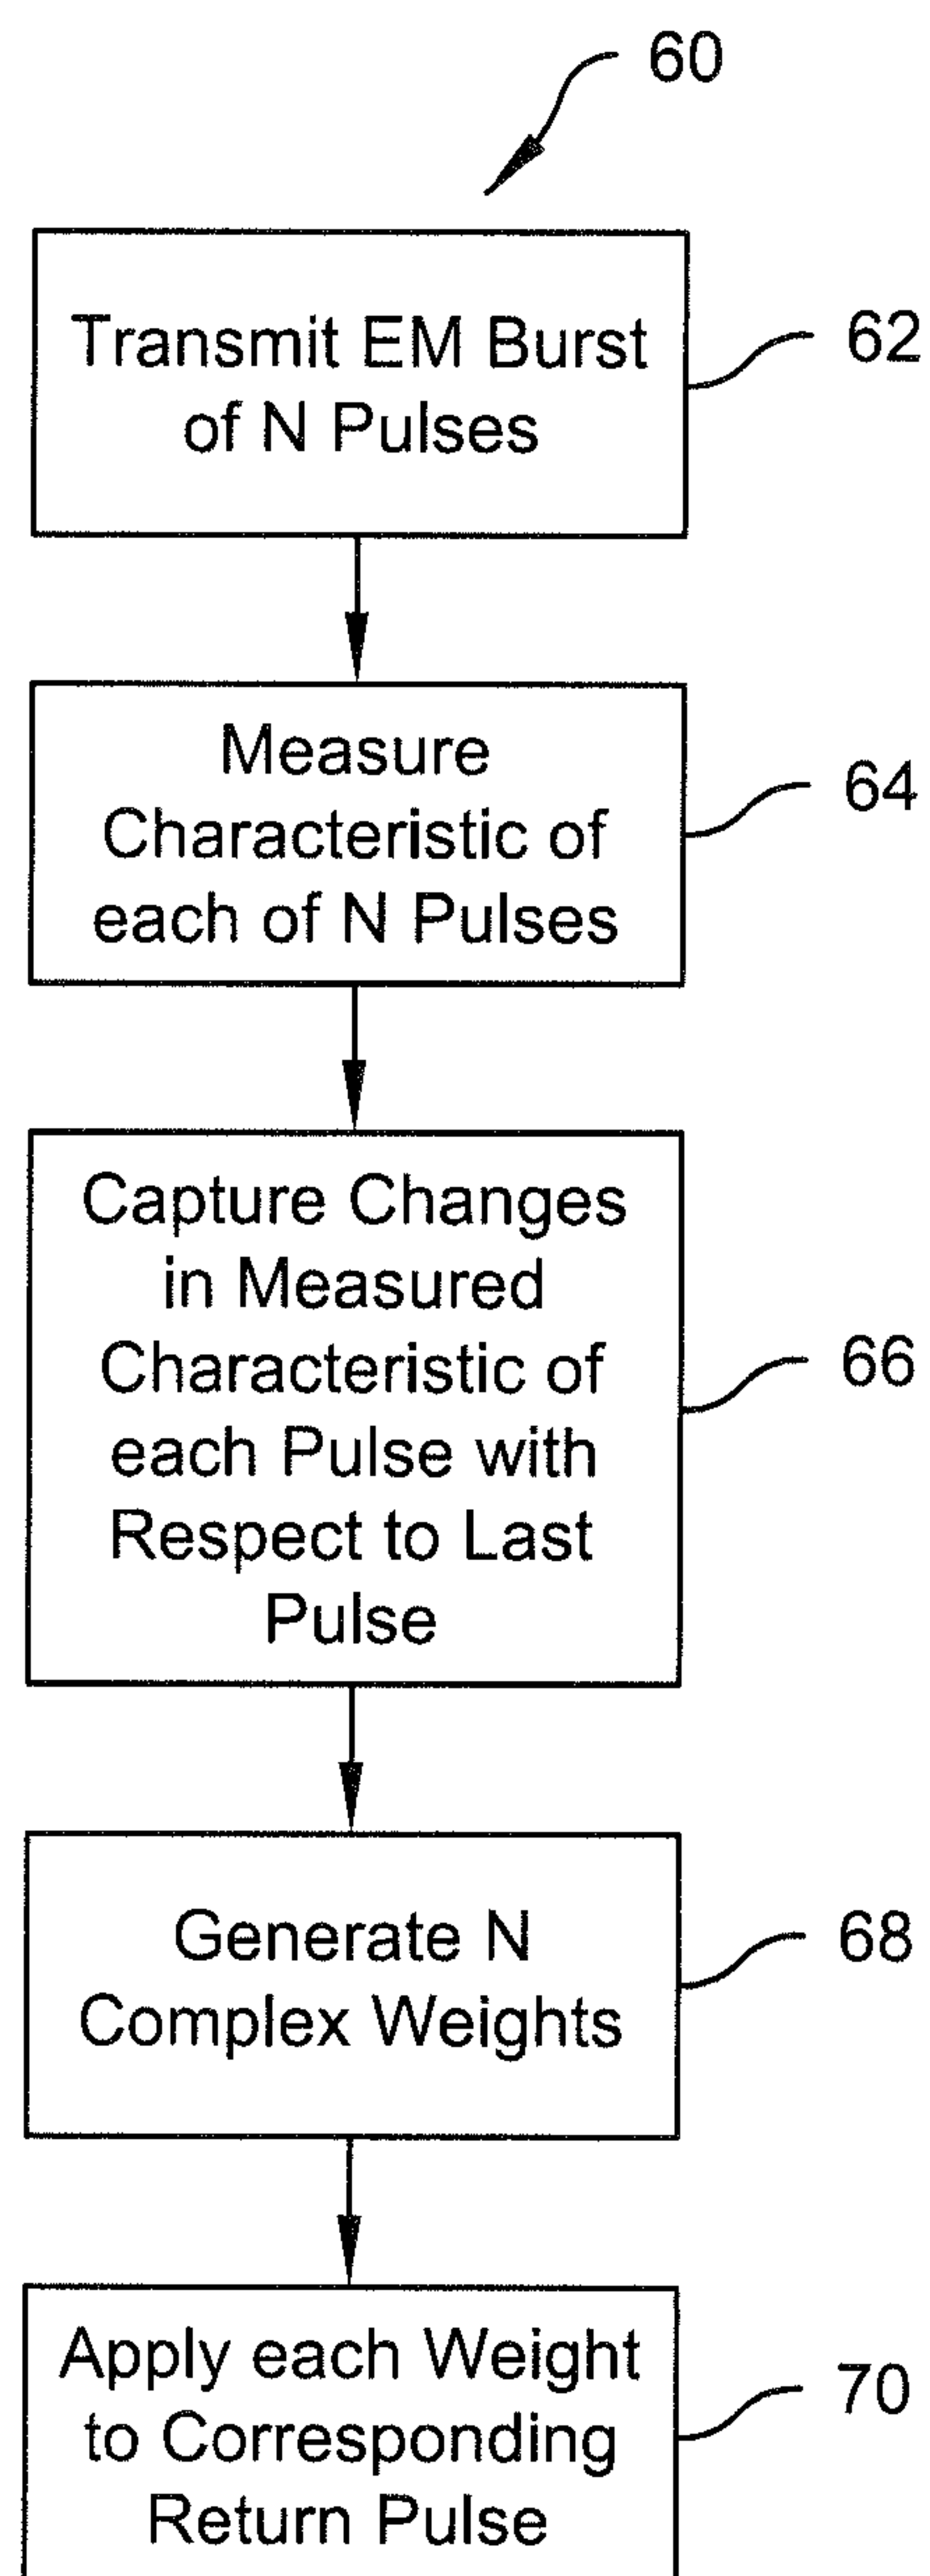 60
Transmit EM Burst
of N Pulses
62
Measure
Characteristic of
each of N Pulses
64
Capture Changes
in Measured
Characteristic of
each Pulse with
Respect to Last
Pulse
66
Generate N
Complex Weights
68
Apply each Weight
to Corresponding
Return Pulse
70